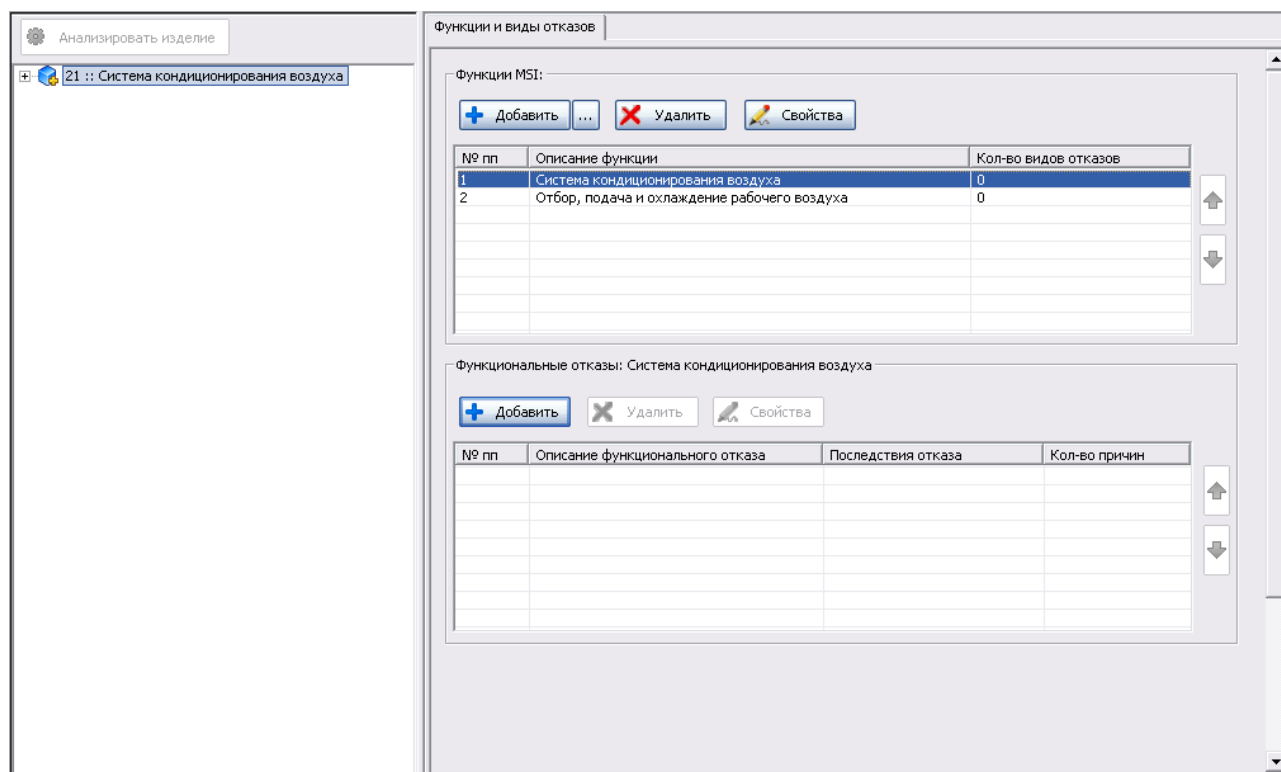 Анализировать изделие
21 :: Система кондиционирования воздуха
Функции и виды отказов
Функции MSI:
Добавить ... Удалить Свойства
№ пп Описание функции Кол-во видов отказов
1 Система кондиционирования воздуха 0
2 Отбор, подача и охлаждение рабочего воздуха 0
Функциональные отказы: Система кондиционирования воздуха
Добавить Удалить Свойства
№ пп Описание функционального отказа Последствия отказа Кол-во причин